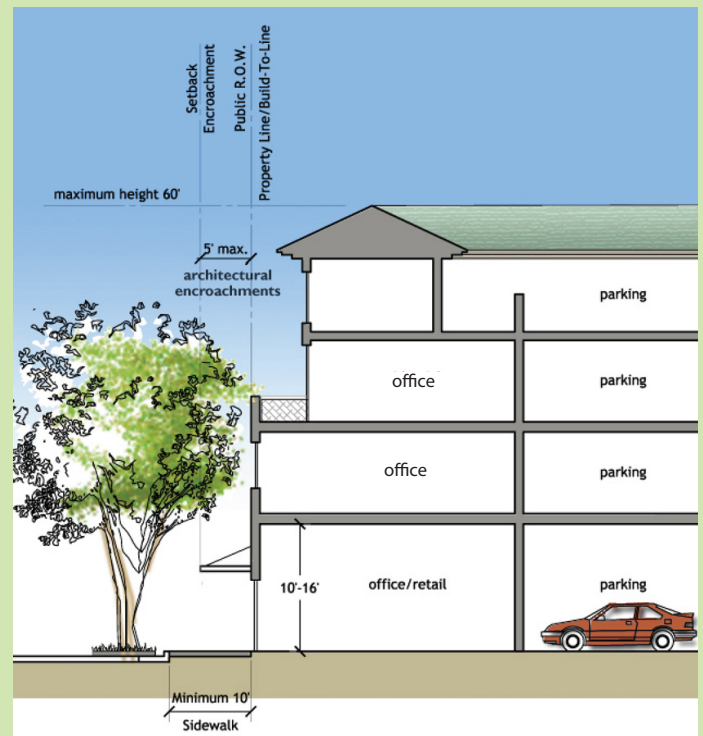 Setback
Encroachment
Public R.O.W.
Property Line/Build-To-Line
maximum height 60'
5' max.
architectural
encroachments
parking
office
parking
office
parking
10'-16'
office/retail
parking
Minimum 10'
Sidewalk